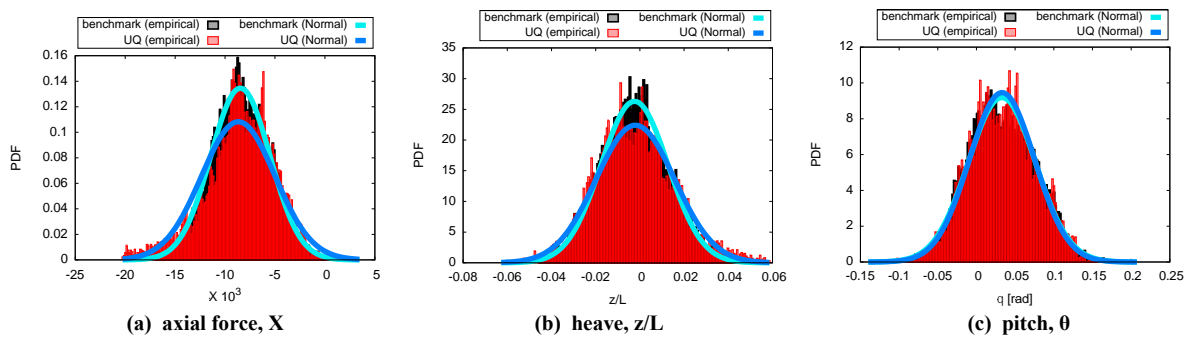 benchmark (empirical) benchmark (Normal)
UQ (empirical) UQ (Normal)
0.16
0.14
0.12
0.1
0.08
0.06
0.04
0.02
0
PDF
-25 -20 -15 -10 -5 0 5
X 10³
(a) axial force, X
benchmark (empirical) benchmark (Normal)
UQ (empirical) UQ (Normal)
35
30
25
20
15
10
5
0
PDF
-0.08 -0.06 -0.04 -0.02 0 0.02 0.04 0.06
z/L
(b) heave, z/L
benchmark (empirical) benchmark (Normal)
UQ (empirical) UQ (Normal)
12
10
8
6
4
2
0
PDF
-0.15 -0.1 -0.05 0 0.05 0.1 0.15 0.2 0.25
q [rad]
(c) pitch, θ